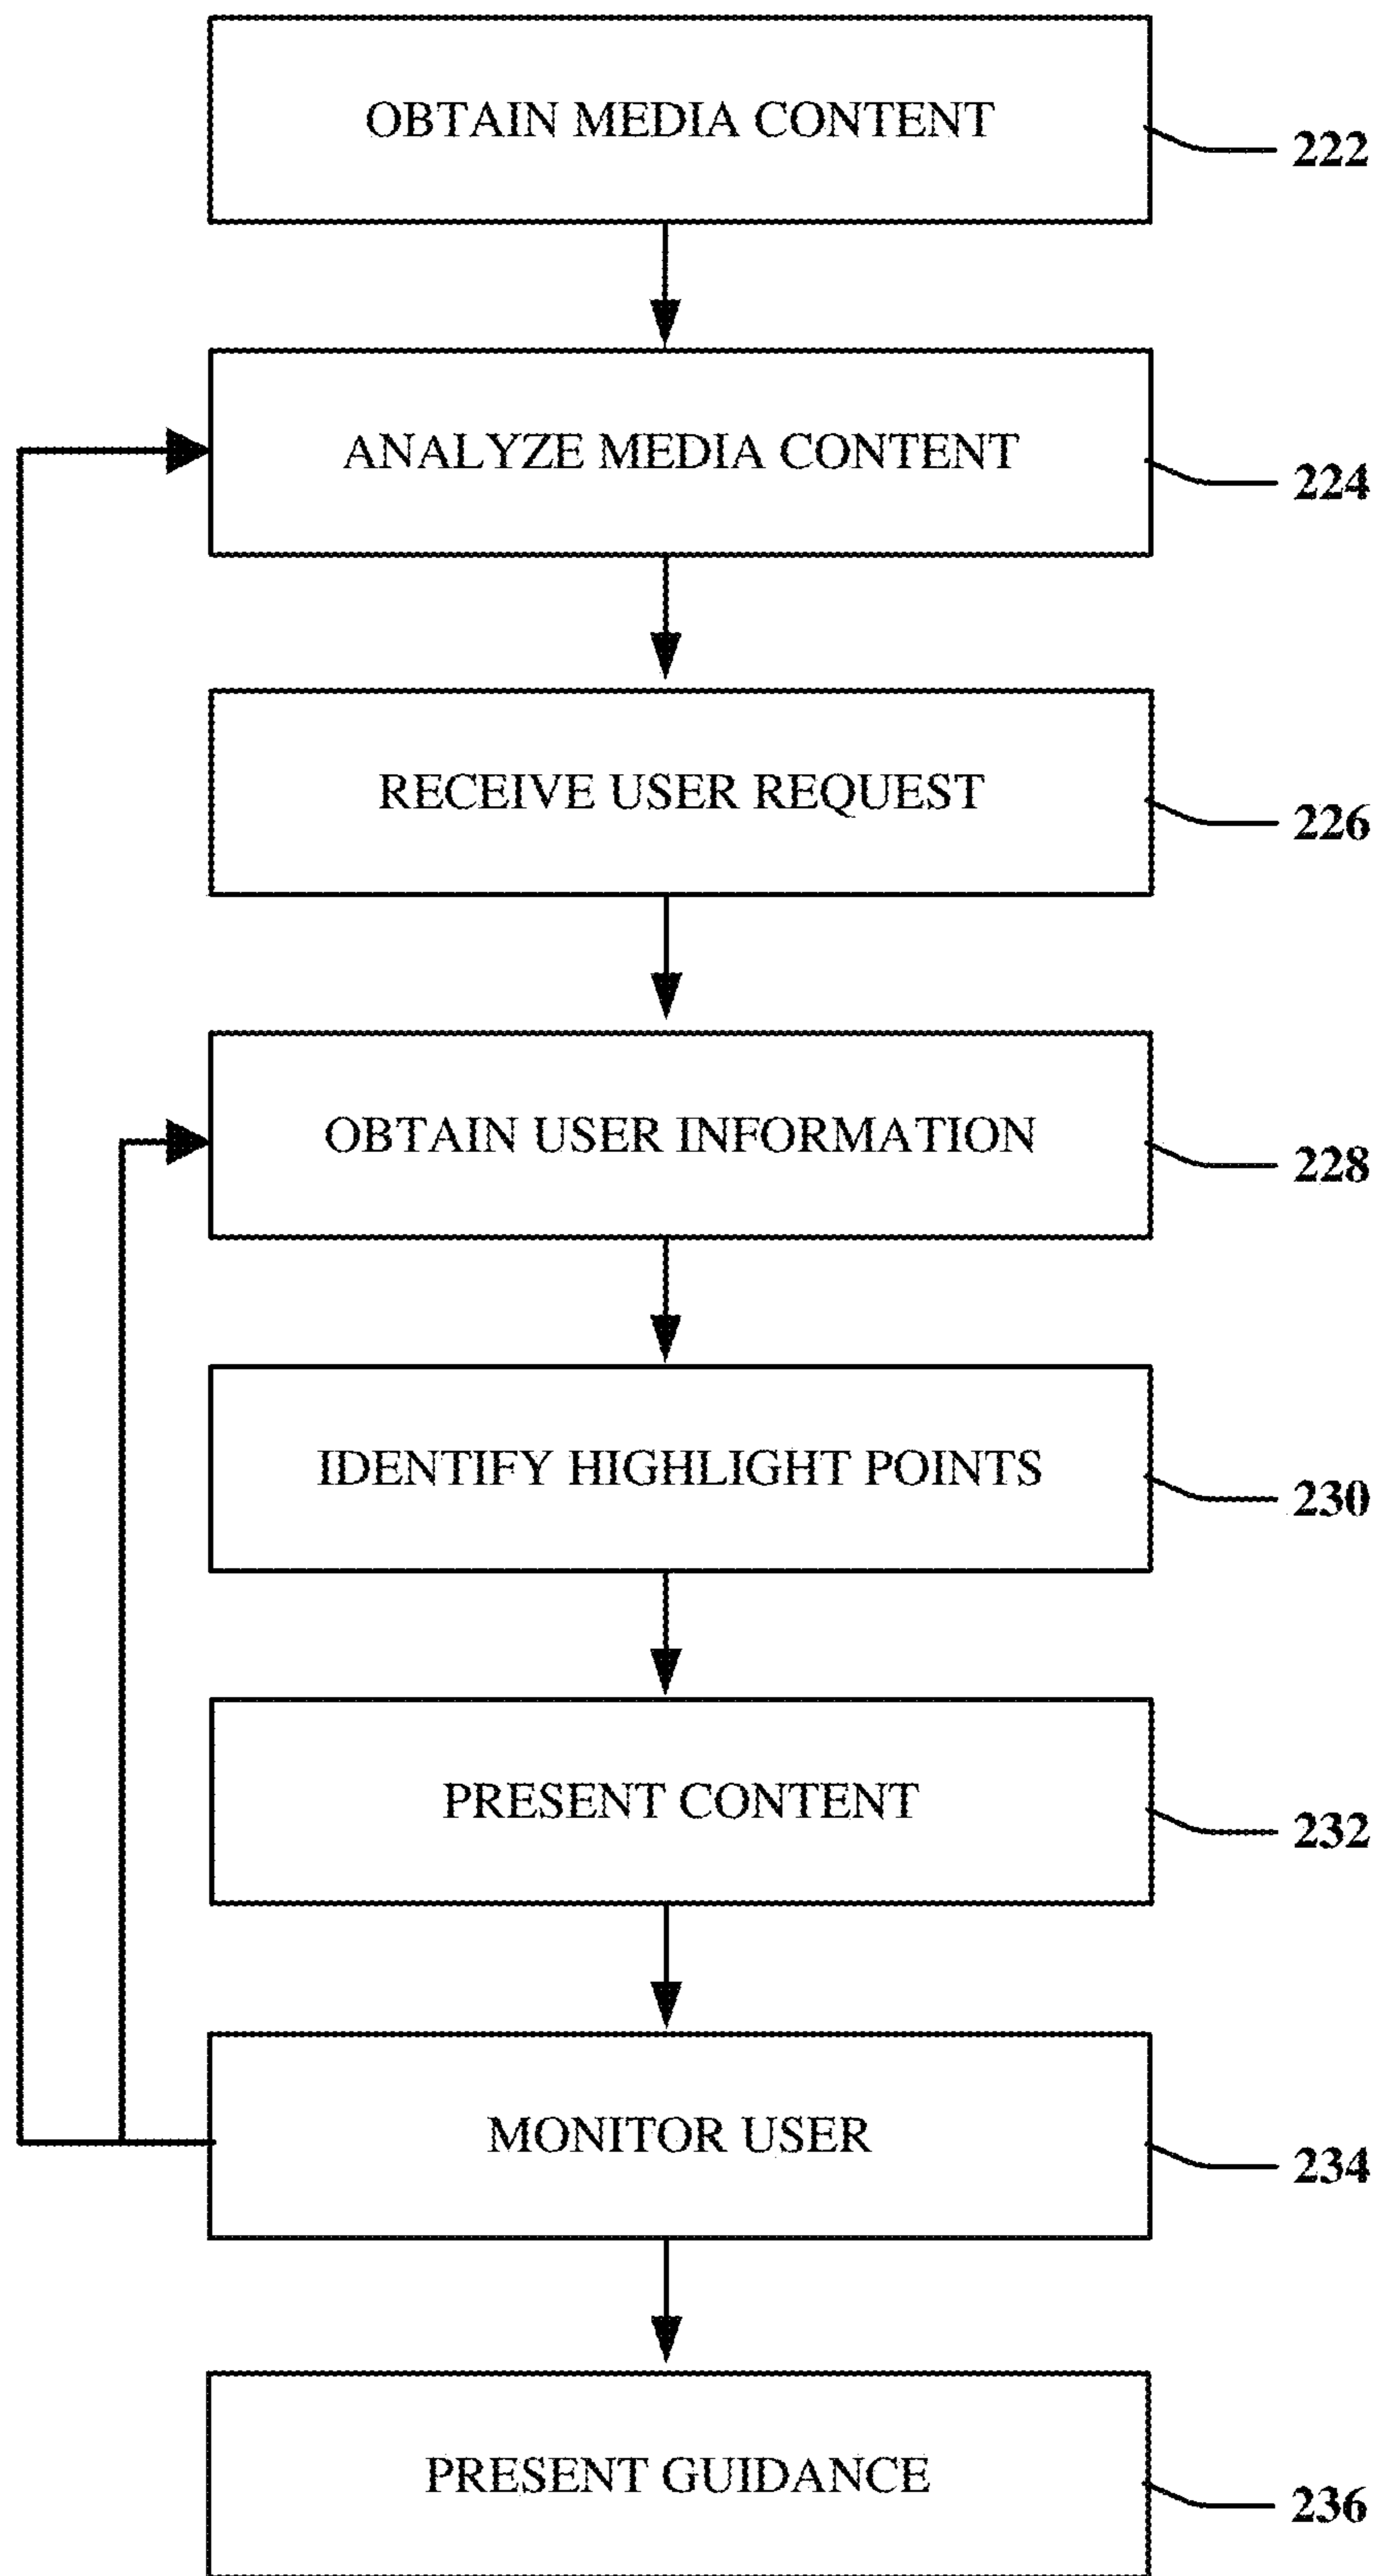 OBTAIN MEDIA CONTENT
222
ANALYZE MEDIA CONTENT
224
RECEIVE USER REQUEST
226
OBTAIN USER INFORMATION
228
IDENTIFY HIGHLIGHT POINTS
230
PRESENT CONTENT
232
MONITOR USER
234
PRESENT GUIDANCE
236